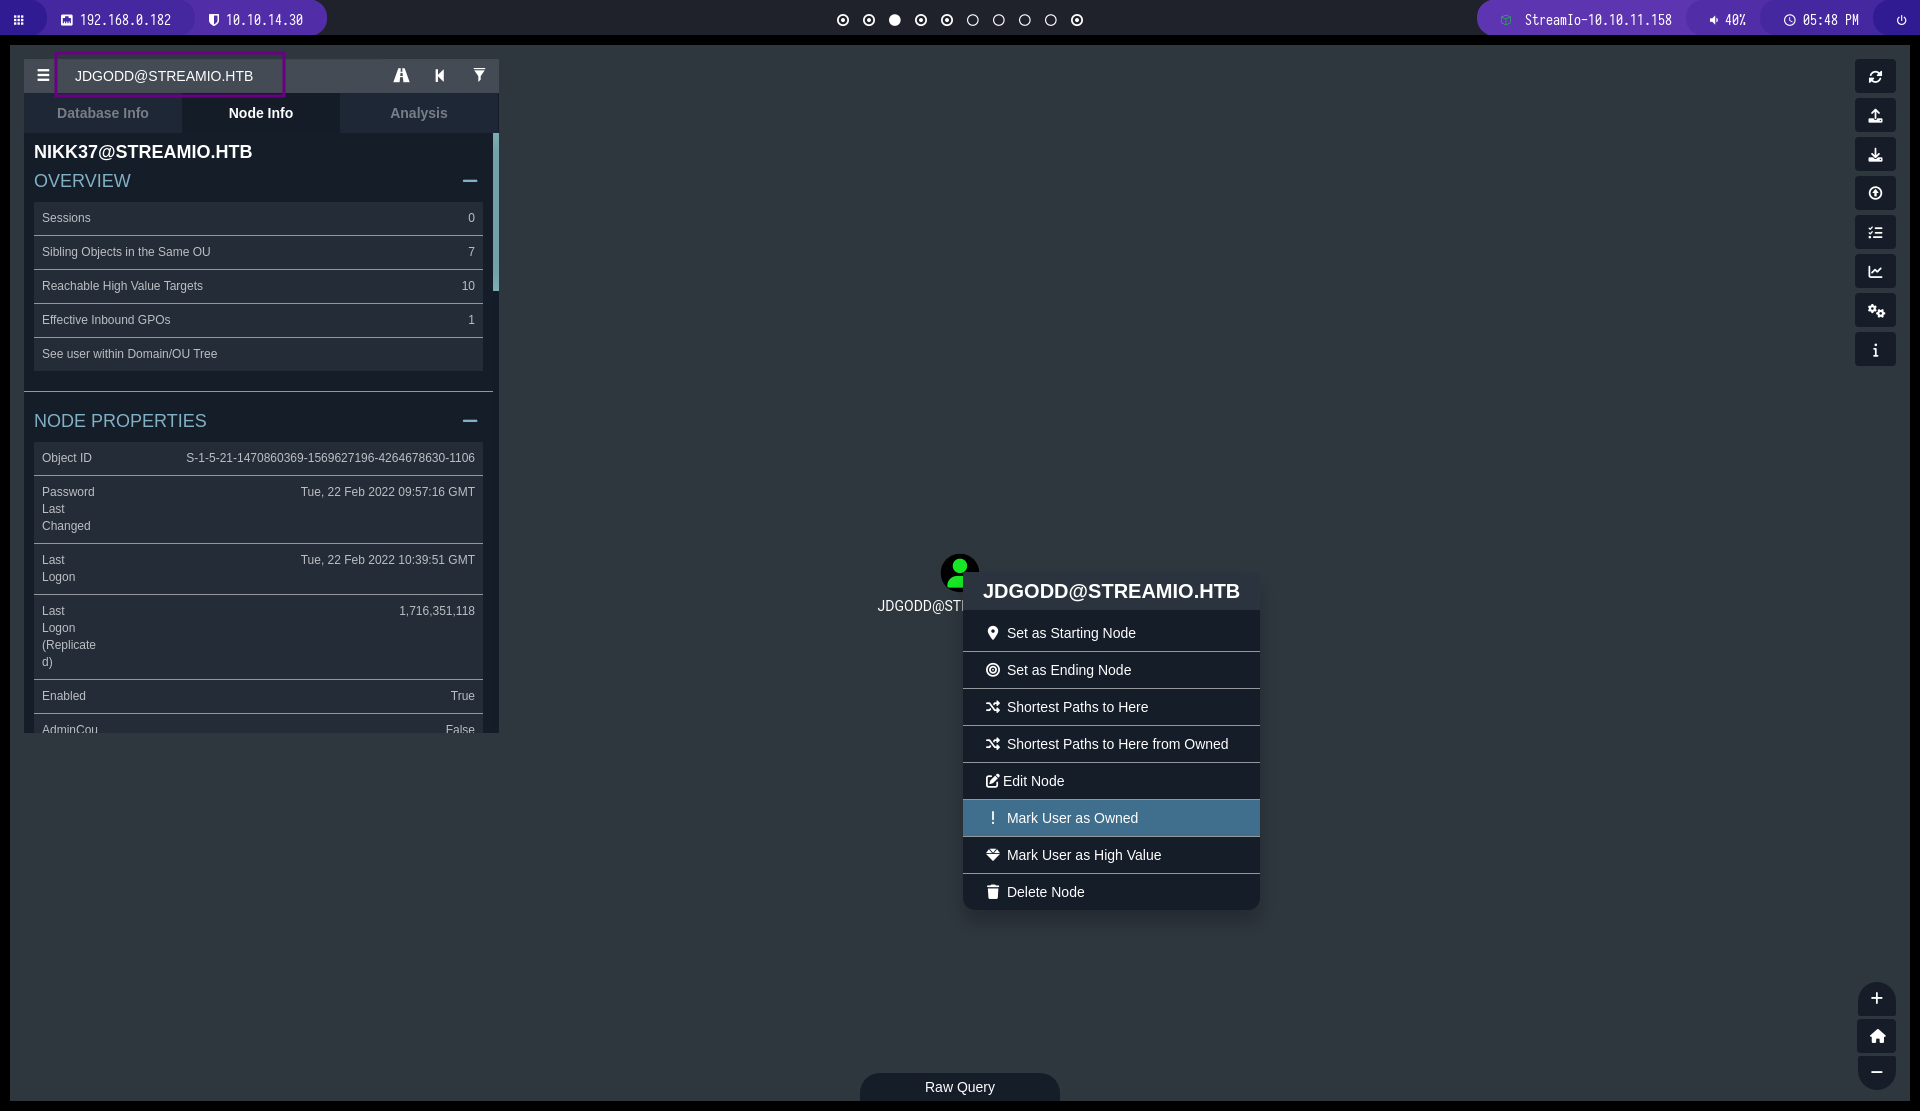 192.168.0.182
10.10.14.30
StreamIo-10.10.11.158
40%
05:48 PM
JDGODD@STREAMIO.HTB
Database Info
Node Info
Analysis
NIKK37@STREAMIO.HTB
OVERVIEW
Sessions 0
Sibling Objects in the Same OU 7
Reachable High Value Targets 10
Effective Inbound GPOs 1
See user within Domain/OU Tree
NODE PROPERTIES
Object ID S-1-5-21-1470860369-1569627196-4264678630-1106
Password Tue, 22 Feb 2022 09:57:16 GMT
Last
Changed
Last Tue, 22 Feb 2022 10:39:51 GMT
Logon
Last 1,716,351,118
Logon
(Replicate
d)
Enabled True
AdminCou False
JDGODD@ST
JDGODD@STREAMIO.HTB
Set as Starting Node
Set as Ending Node
Shortest Paths to Here
Shortest Paths to Here from Owned
Edit Node
Mark User as Owned
Mark User as High Value
Delete Node
Raw Query